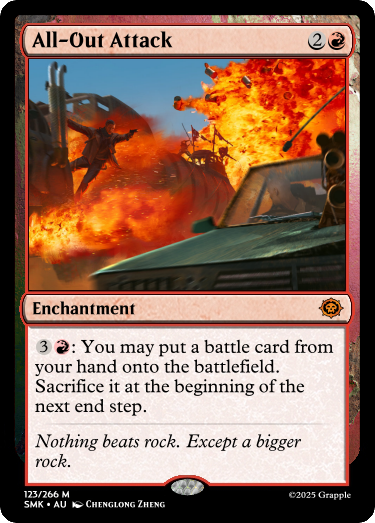 All-Out Attack 2
Enchantment
3 : You may put a battle card from
your hand onto the battlefield.
Sacrifice it at the beginning of the
next end step.
Nothing beats rock. Except a bigger
rock.
123/266 M
SMK • AU Chenglong Zheng
©2025 Grapple